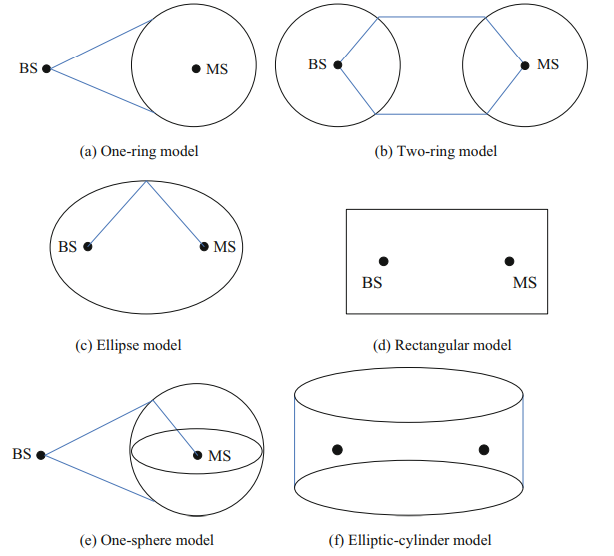 BS
MS
(a) One-ring model
BS
MS
(b) Two-ring model
BS
MS
(c) Ellipse model
BS
MS
(d) Rectangular model
BS
MS
(e) One-sphere model
(f) Elliptic-cylinder model